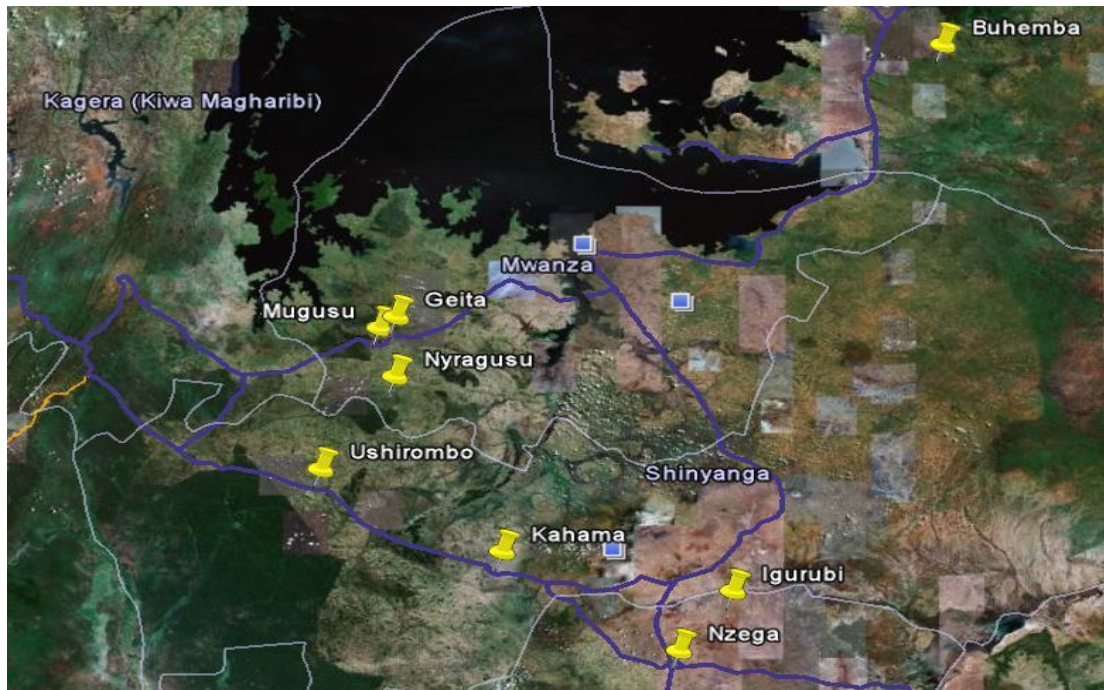 Buhemba
Kagera (Kiwa Magharibi)
Mwanza
Geita
Mugusu
Nyragusu
Ushirombo
Shinyanga
Kahama
Igurubi
Nzega